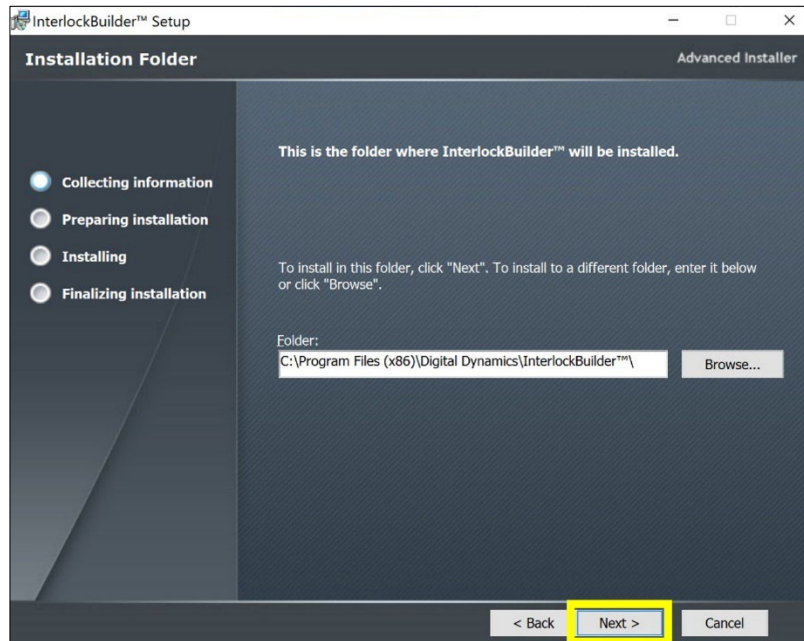 InterlockBuilder™ Setup
Installation Folder
Advanced Installer
This is the folder where InterlockBuilder™ will be installed.
Collecting information
Preparing installation
Installing
Finalizing installation
To install in this folder, click "Next". To install to a different folder, enter it below
or click "Browse".
Folder:
C:\Program Files (x86)\Digital Dynamics\InterlockBuilder™\
Browse...
< Back
Next >
Cancel